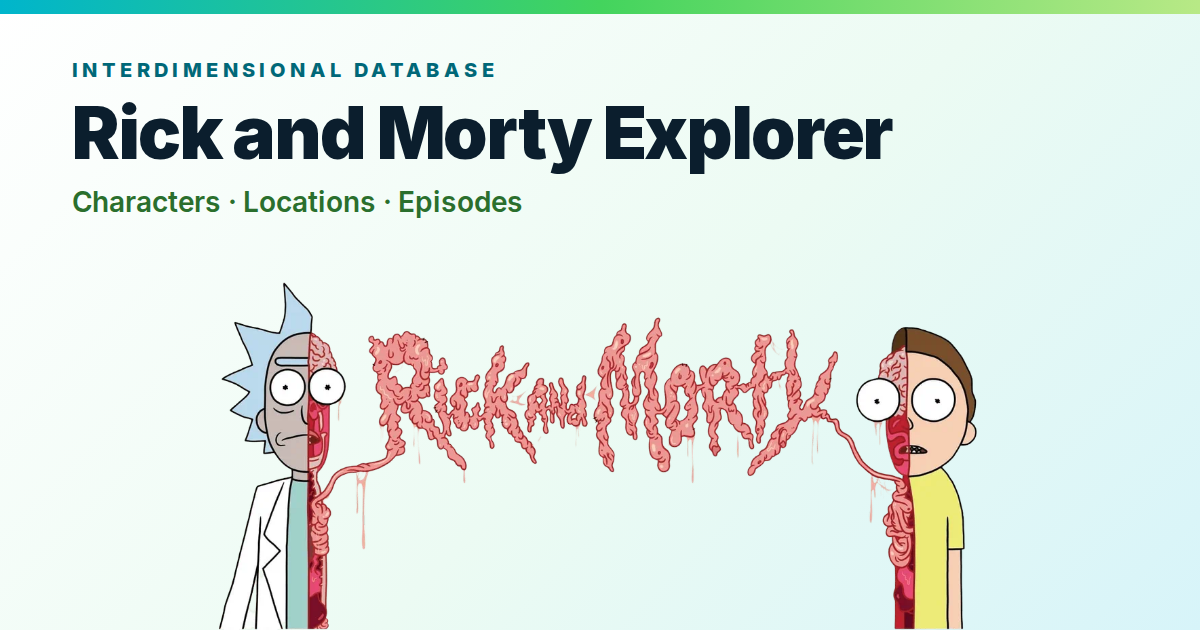 INTERDIMENSIONAL DATABASE
Rick and Morty Explorer
Characters · Locations · Episodes
Rick and Morty